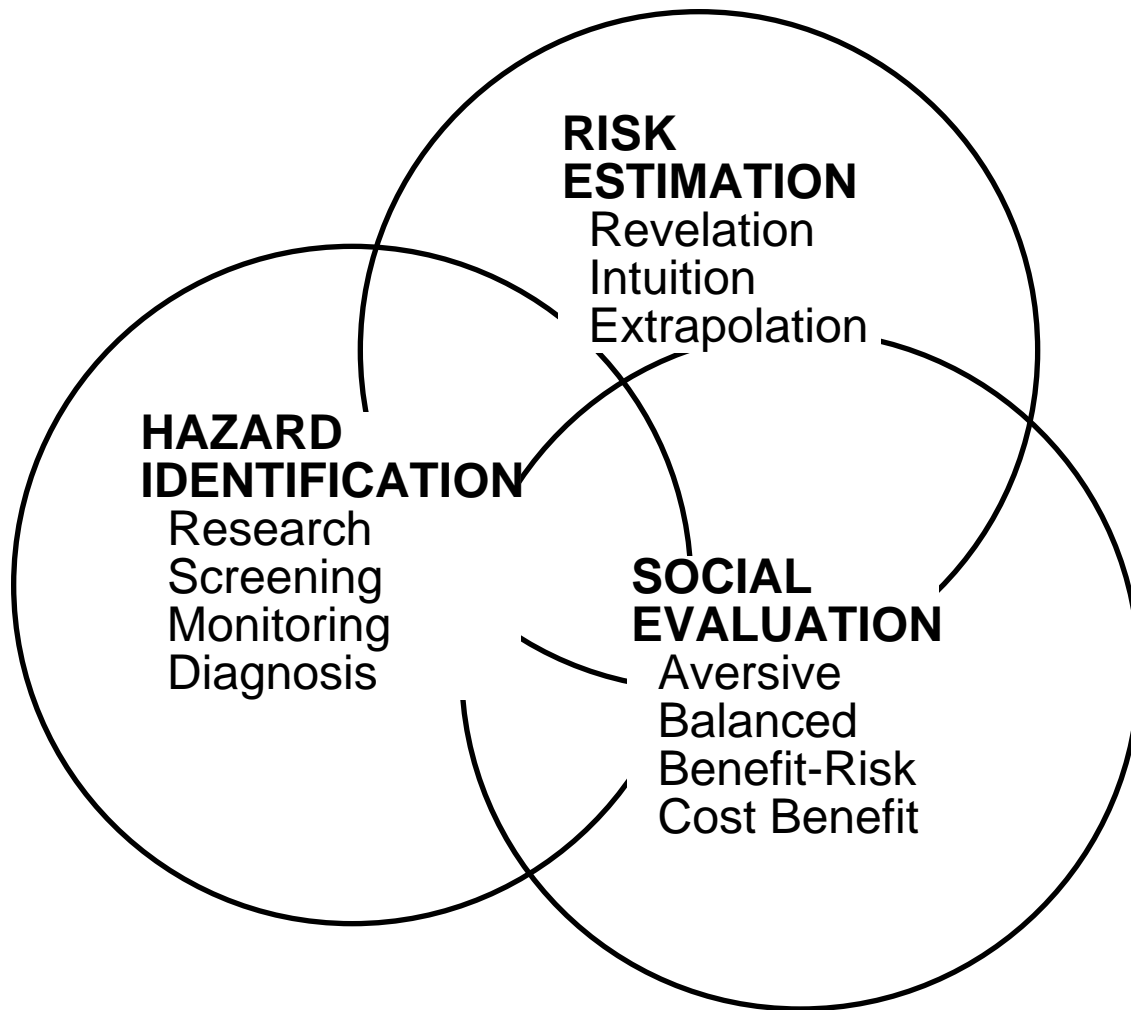 RISK
ESTIMATION
Revelation
Intuition
Extrapolation
HAZARD
IDENTIFICATION
Research
Screening
Monitoring
Diagnosis
SOCIAL
EVALUATION
Aversive
Balanced
Benefit-Risk
Cost Benefit